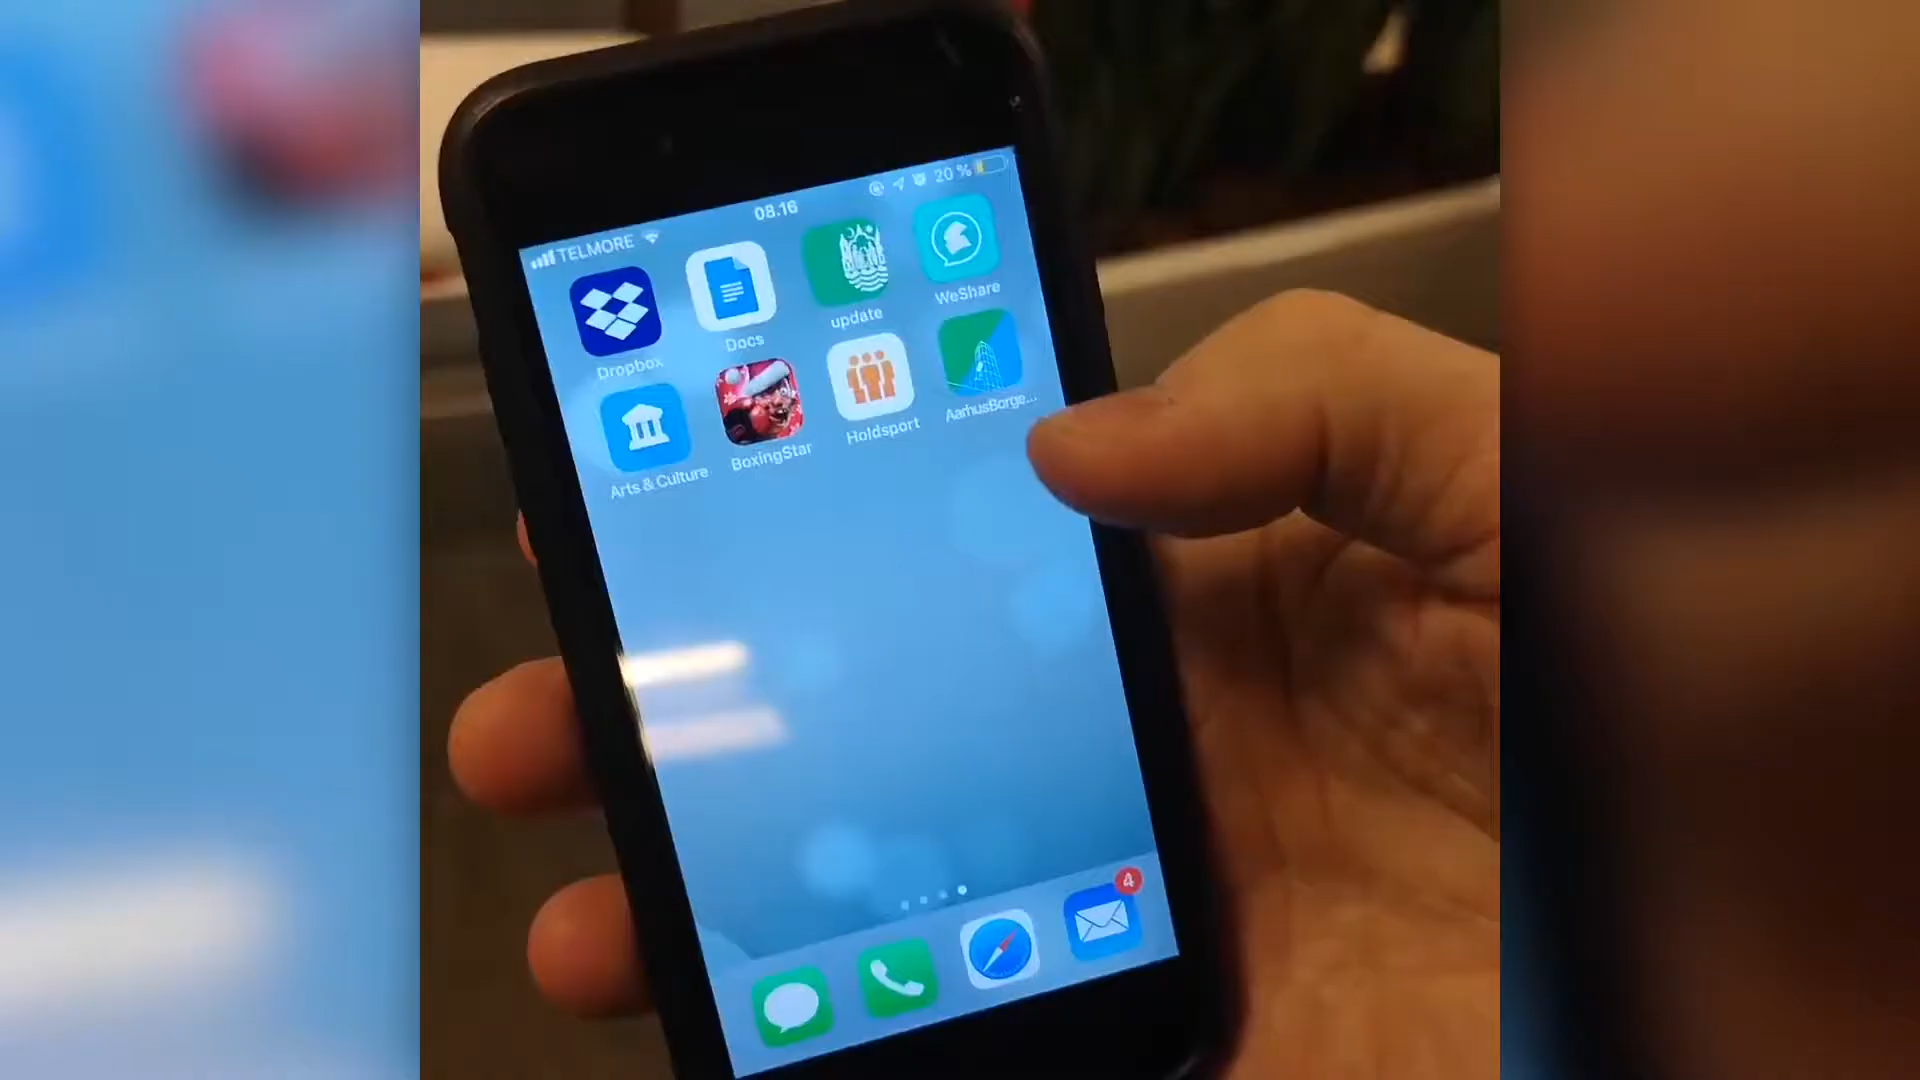 TELMORE 08.16 20 %
Dropbox Docs update WeShare
Arts & Culture BoxingStar Holdsport AarhusBorge...
4